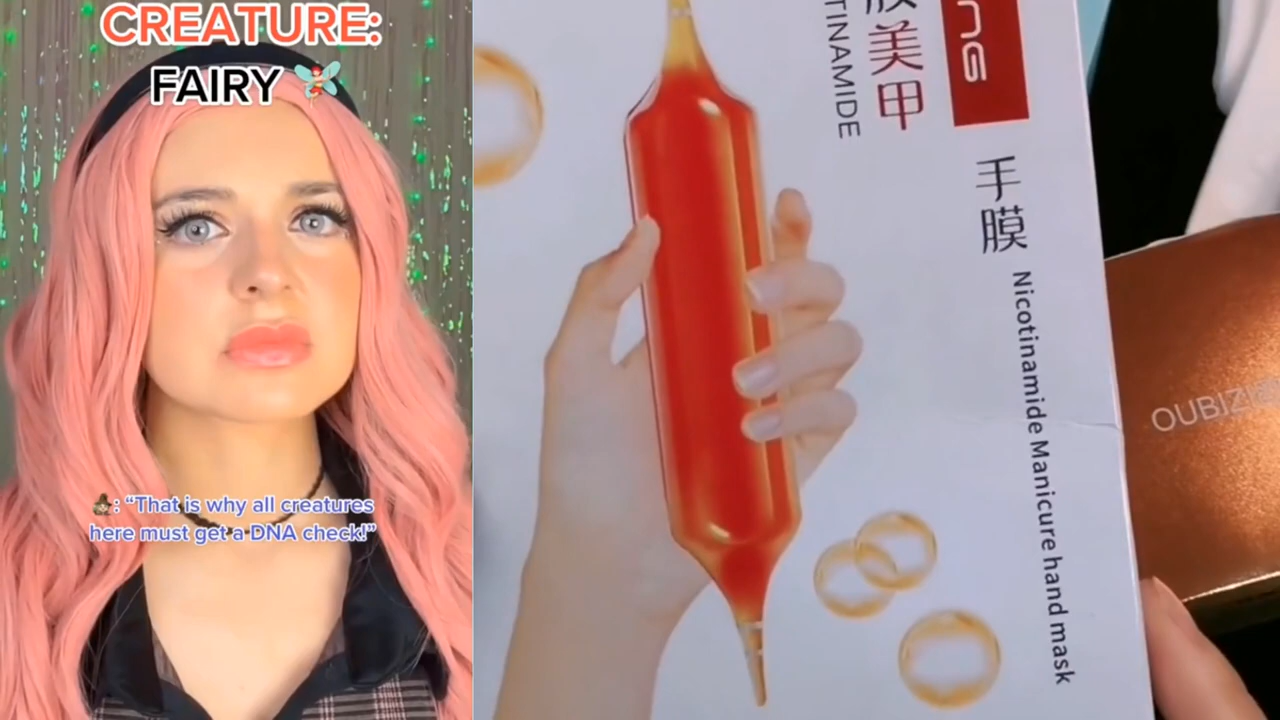 CREATURE:
FAIRY
: “That is why all creatures
here must get a DNA check!”
美甲
TINAMIDE
手膜
Nicotinamide Manicure hand mask
OUBIZI